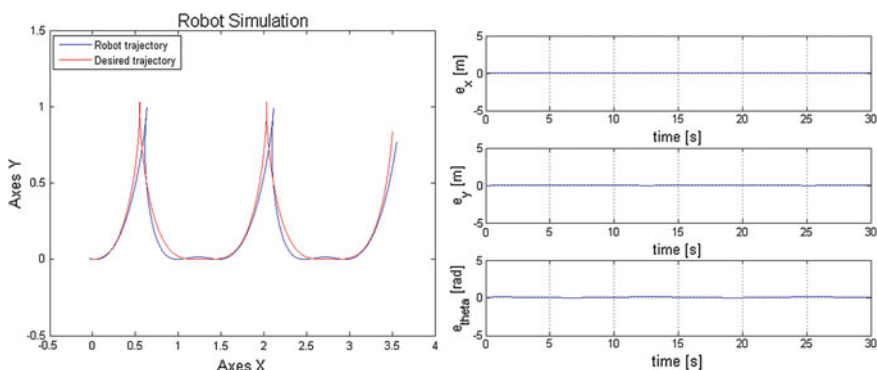 Robot Simulation
1.5
1
0.5
0
-0.5
Axes Y
Robot trajectory
Desired trajectory
-0.5 0 0.5 1 1.5 2 2.5 3 3.5 4
Axes X
5
0
-5
e_x [m]
0 5 10 15 20 25 30
time [s]
5
0
-5
e_y [m]
0 5 10 15 20 25 30
time [s]
5
0
-5
e_theta [rad]
0 5 10 15 20 25 30
time [s]